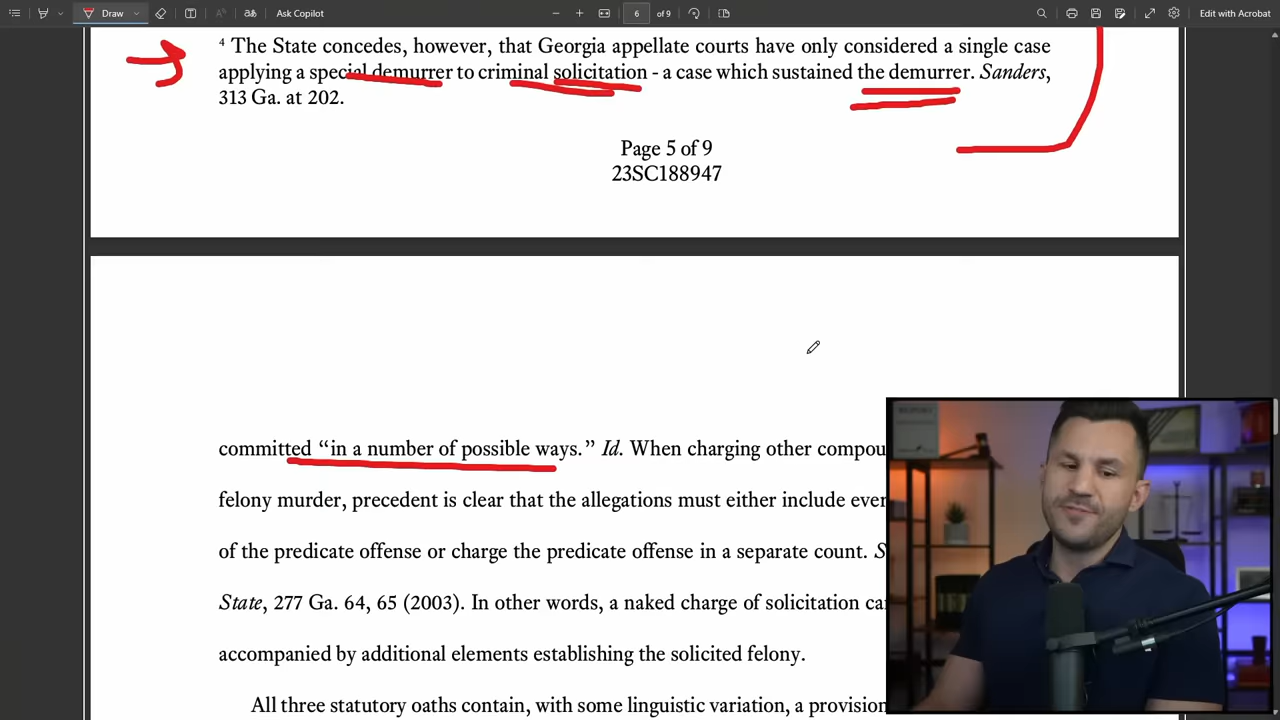 Draw
Ask Copilot
6 of 9
Edit with Acrobat
4 The State concedes, however, that Georgia appellate courts have only considered a single case
applying a special demurrer to criminal solicitation - a case which sustained the demurrer. Sanders,
313 Ga. at 202.
Page 5 of 9
23SC188947
committed “in a number of possible ways.” Id. When charging other
felony murder, precedent is clear that the allegations must either include
of the predicate offense or charge the predicate offense in a separate count.
State, 277 Ga. 64, 65 (2003). In other words, a naked charge of solicitation
accompanied by additional elements establishing the solicited felony.
All three statutory oaths contain, with some linguistic variation, a provision